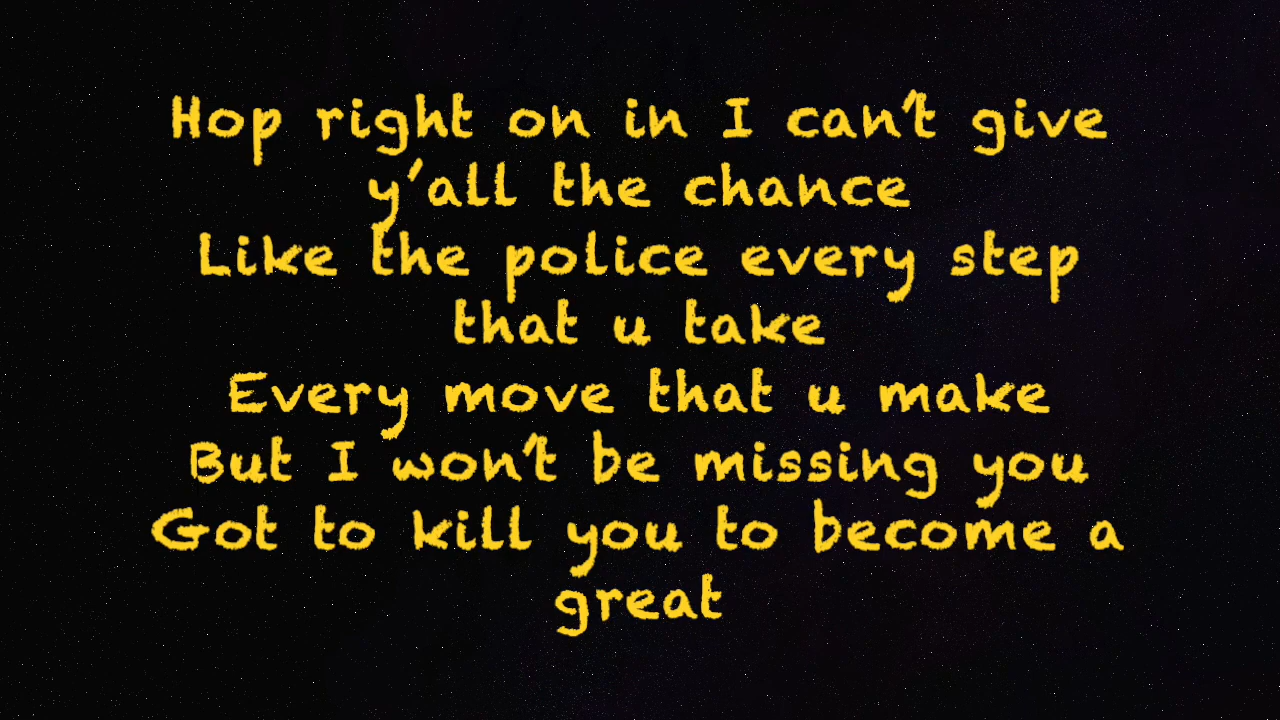 Hop right on in I can't give
y'all the chance
Like the police every step
that u take
Every move that u make
But I won't be missing you
Got to kill you to become a
great